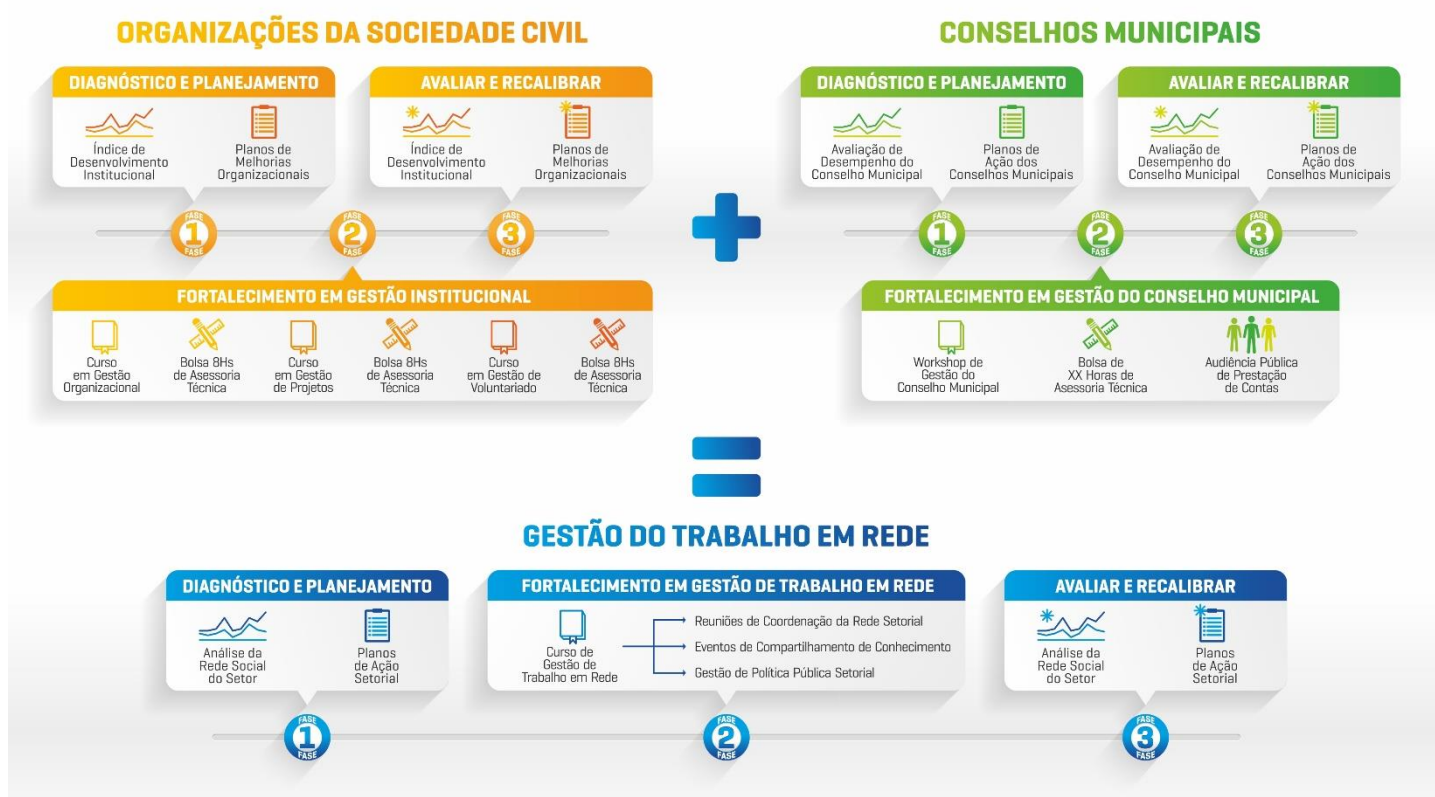 ORGANIZAÇÕES DA SOCIEDADE CIVIL
DIAGNÓSTICO E PLANEJAMENTO
Índice de
Desenvolvimento
Institucional
Planos de
Melhorias
Organizacionais
AVALIAR E RECALIBRAR
Índice de
Desenvolvimento
Institucional
Planos de
Melhorias
Organizacionais
FASE
1
FASE
FASE
2
FASE
FASE
3
FASE
FORTALECIMENTO EM GESTÃO INSTITUCIONAL
Curso
em Gestão
Organizacional
Bolsa 8Hs
de Asessoria
Técnica
Curso
em Gestão
de Projetos
Bolsa 8Hs
de Asessoria
Técnica
Curso
em Gestão de
Voluntariado
Bolsa 8Hs
de Asessoria
Técnica
+
CONSELHOS MUNICIPAIS
DIAGNÓSTICO E PLANEJAMENTO
Avaliação de
Desempenho do
Conselho Municipal
Planos de
Ação dos
Conselhos Municipais
AVALIAR E RECALIBRAR
Avaliação de
Desempenho do
Conselho Municipal
Planos de
Ação dos
Conselhos Municipais
FASE
1
FASE
FASE
2
FASE
FASE
3
FASE
FORTALECIMENTO EM GESTÃO DO CONSELHO MUNICIPAL
Workshop de
Gestão do
Conselho Municipal
Bolsa de
XX Horas de
Asessoria Técnica
Audiência Pública
de Prestação
de Contas
=
GESTÃO DO TRABALHO EM REDE
DIAGNÓSTICO E PLANEJAMENTO
Análise da
Rede Social
do Setor
Planos
de Ação
Setorial
FORTALECIMENTO EM GESTÃO DE TRABALHO EM REDE
Curso de
Gestão de
Trabalho em Rede
Reuniões de Coordenação da Rede Setorial
Eventos de Compartilhamento de Conhecimento
Gestão de Política Pública Setorial
AVALIAR E RECALIBRAR
Análise da
Rede Social
do Setor
Planos
de Ação
Setorial
FASE
1
FASE
FASE
2
FASE
FASE
3
FASE